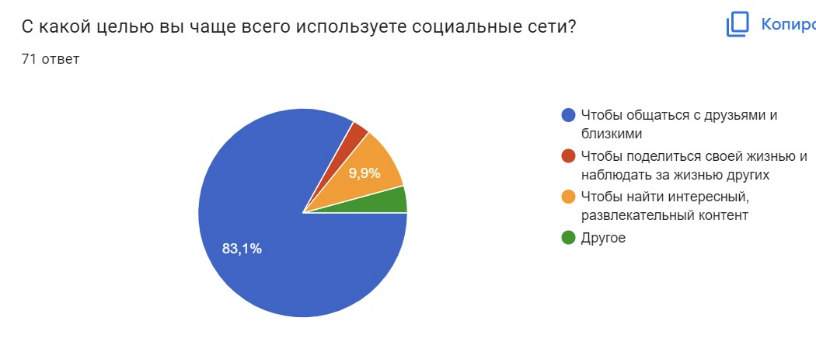 С какой целью вы чаще всего используете социальные сети?
Копиро
71 ответ
83,1%
9,9%
Чтобы общаться с друзьями и
близкими
Чтобы поделиться своей жизнью и
наблюдать за жизнью других
Чтобы найти интересный,
развлекательный контент
Другое